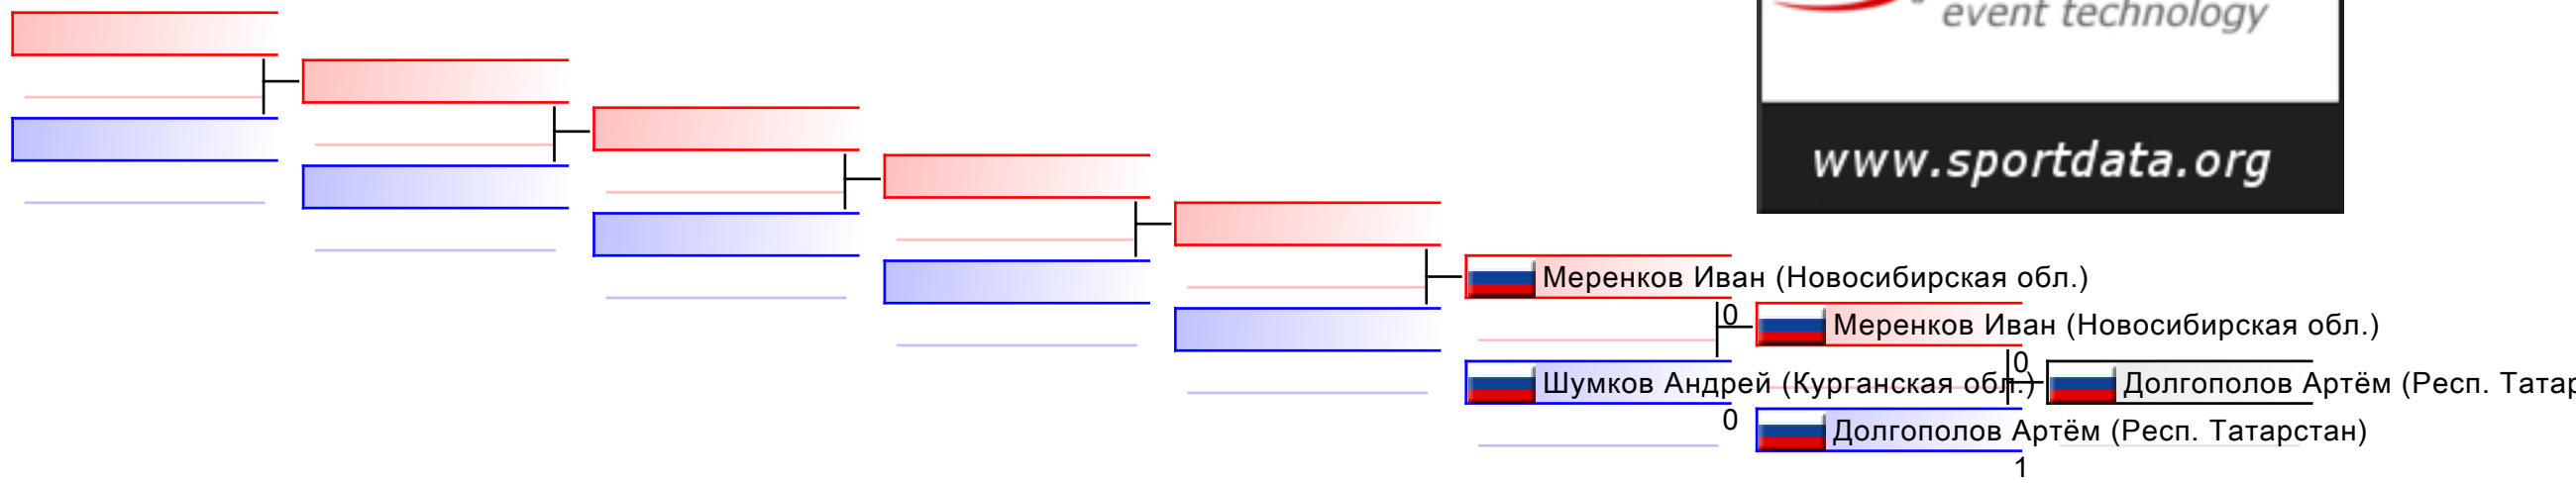 event technology
www.sportdata.org
Меренков Иван (Новосибирская обл.)
0
Меренков Иван (Новосибирская обл.)
0
Шумков Андрей (Курганская обл.)
Долгополов Артём (Респ. Татар
0
Долгополов Артём (Респ. Татарстан)
1